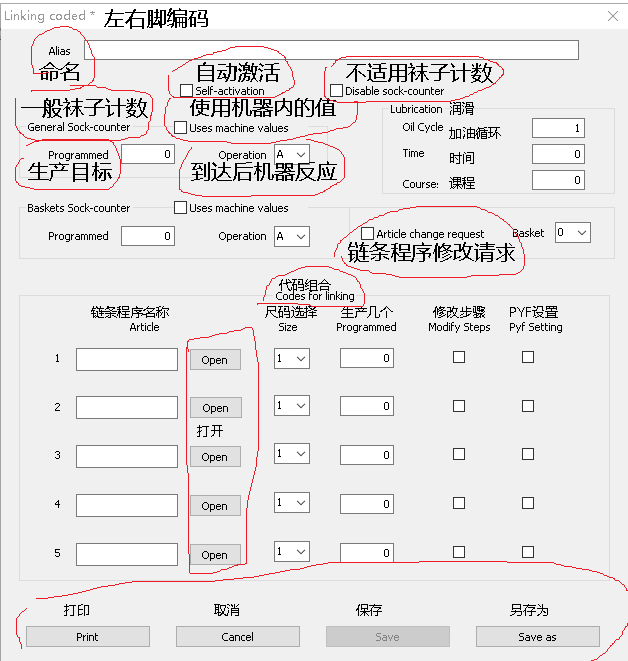 Linking coded * 左右脚编码
Alias
命名
自动激活
不适用袜子计数
Self-activation
Disable sock-counter
一般袜子计数
使用机器内的值
General Sock-counter
Uses machine values
Lubrication 润滑
Oil Cycle 加油循环 1
Programmed 0
Operation A
Time 时间 0
生产目标
到达后机器反应
Course: 课程 0
Baskets Sock-counter
Uses machine values
Programmed 0
Operation A
Article change request
Basket 0
链条程序修改请求
代码组合
Codes for linking
链条程序名称 尺码选择 生产几个 修改步骤 PYF设置
Article Size Programmed Modify Steps Pyf Setting
1 Open 1 0
2 Open 1 0
打开
3 Open 1 0
4 Open 1 0
5 Open 1 0
打印 取消 保存 另存为
Print Cancel Save Save as